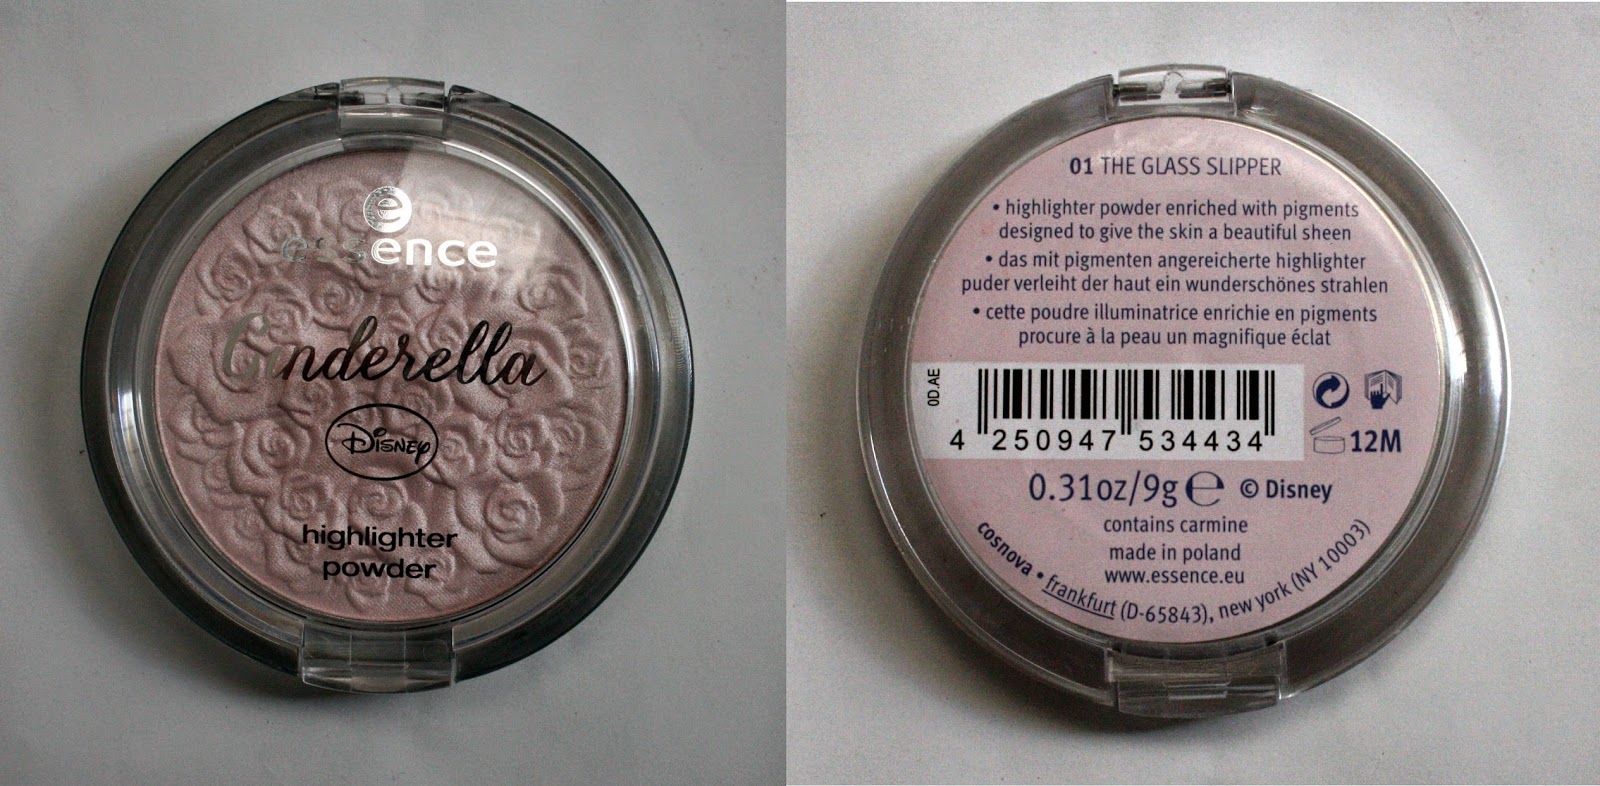 e
essence
Cinderella
Disney
highlighter
powder
01 THE GLASS SLIPPER
• highlighter powder enriched with pigments
designed to give the skin a beautiful sheen
• das mit pigmenten angereicherte highlighter
puder verleiht der haut ein wunderschönes strahlen
• cette poudre illuminatrice enrichie en pigments
procure à la peau un magnifique éclat
0D.AE
4 250947 534434
12M
0.31oz/9g ℮ © Disney
contains carmine
made in poland
www.essence.eu
cosnova • frankfurt (D-65843), new york (NY 10003)